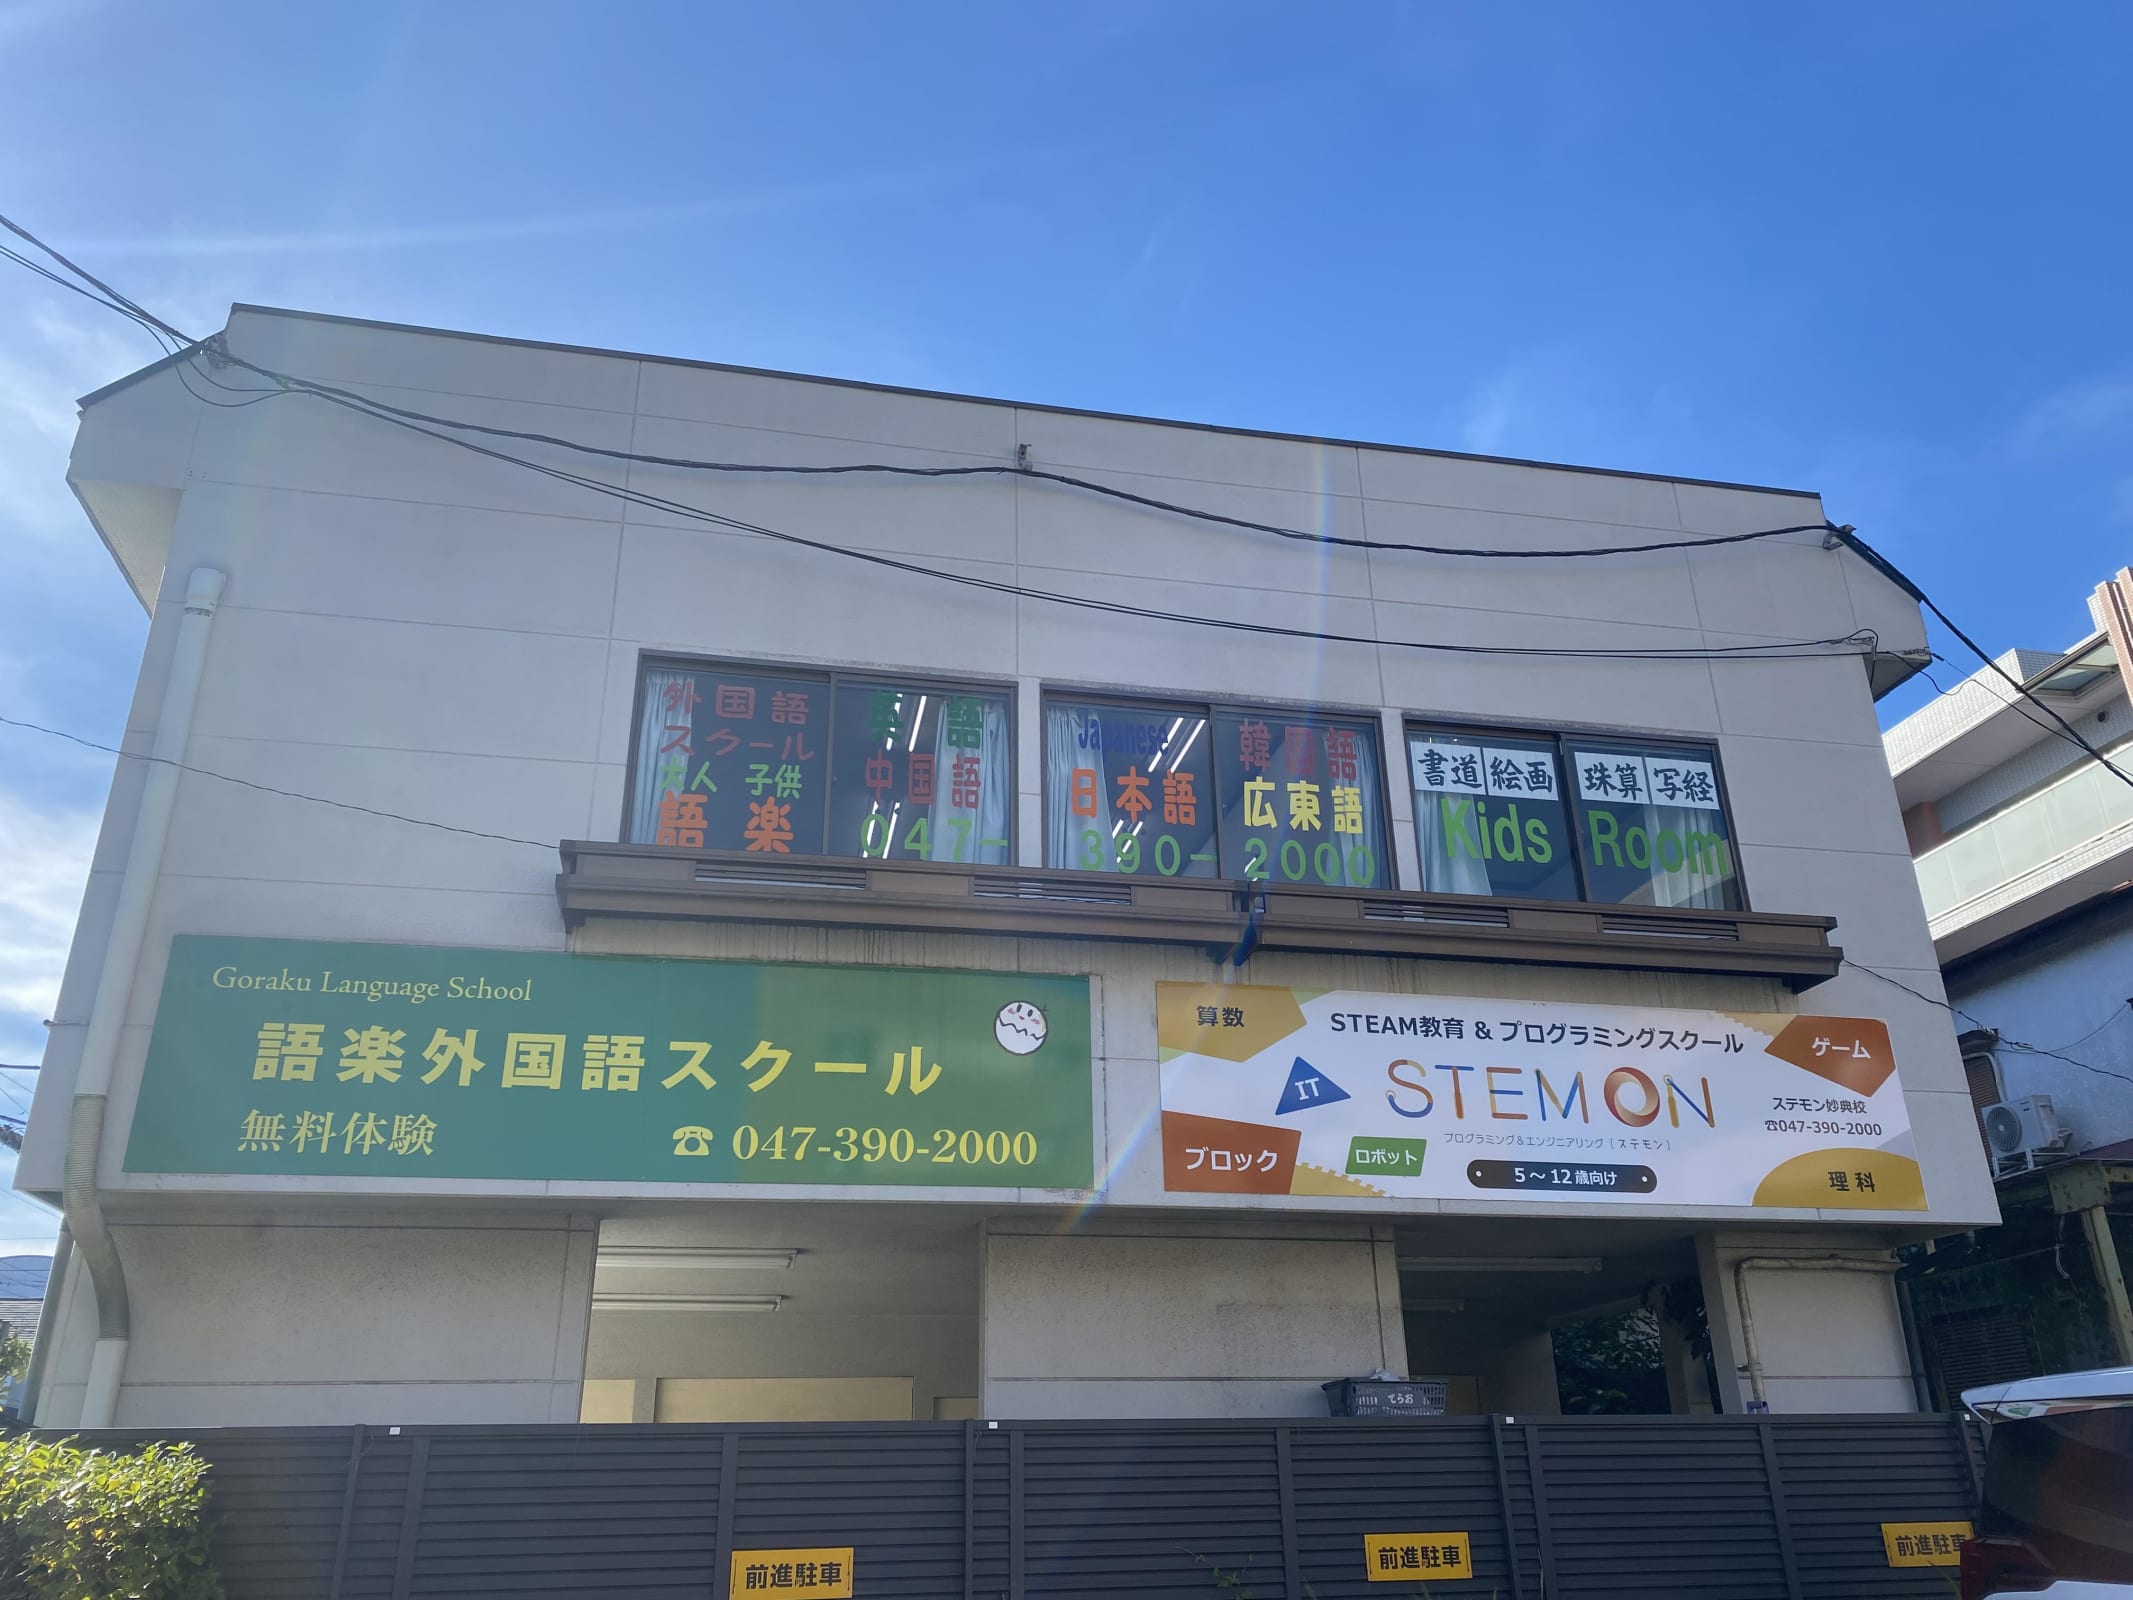 外国語
スクール
大人 子供
語楽
英語
中国語
Japanese
日本語
韓国語
広東語
047-390-2000
書道 絵画 珠算 写経
Kids Room
Goraku Language School
語楽外国語スクール
無料体験
☎ 047-390-2000
算数
STEAM教育 & プログラミングスクール
ゲーム
IT
STEMON
ステモン妙典校
☎047-390-2000
プログラミング&エンジニアリング［ステモン］
ブロック
ロボット
5～12歳向け
理科
てらお
前進駐車
前進駐車
前進駐車